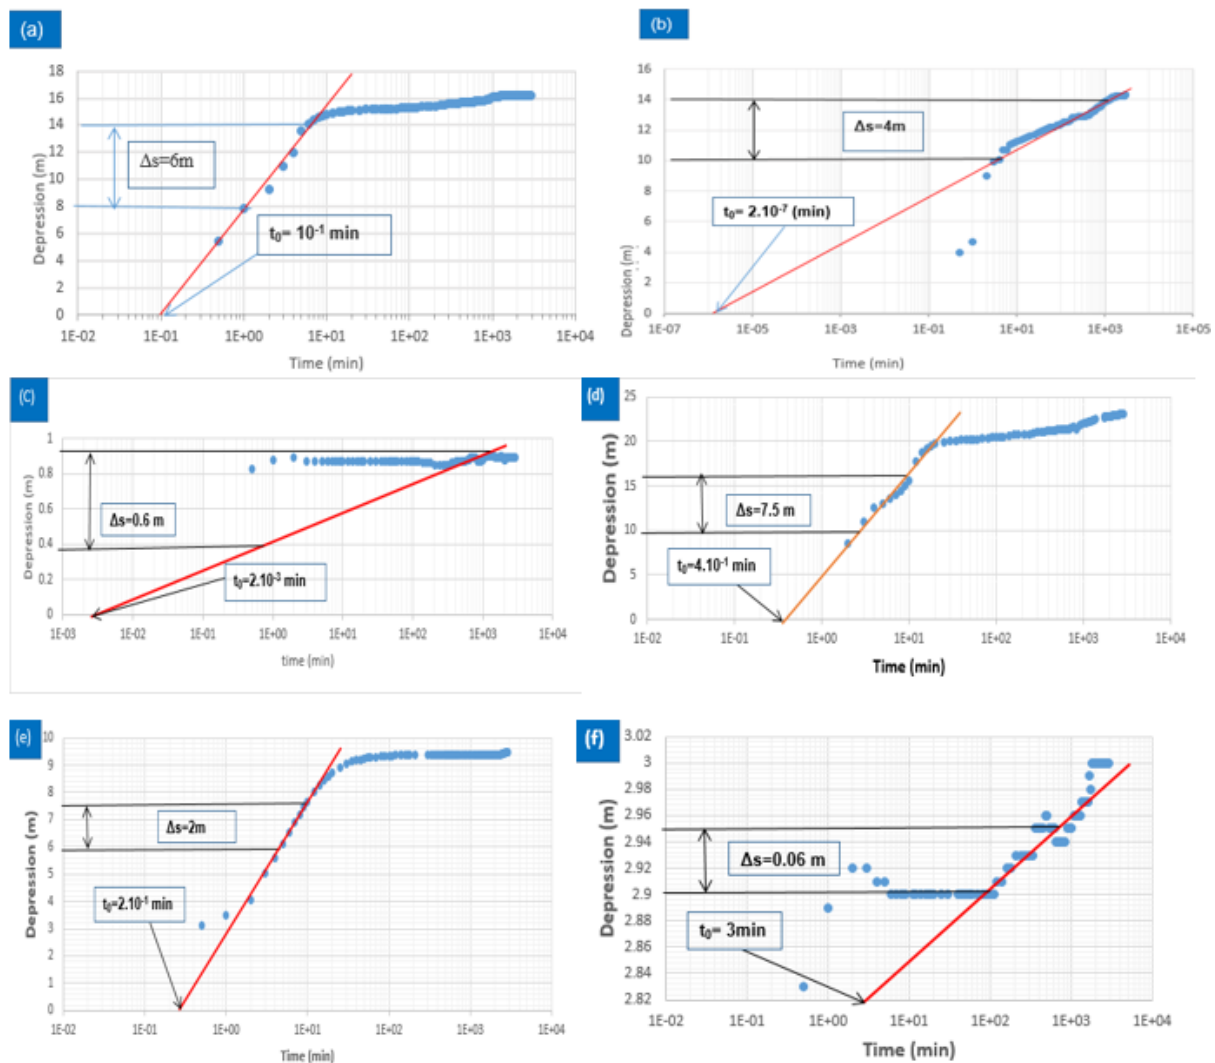 (a)
Depression (m)
18
16
14
12
10
8
6
4
2
0
Δs=6m
t₀= 10⁻¹ min
1E-02 1E-01 1E+00 1E+01 1E+02 1E+03 1E+04
Time (min)
(b)
Depression (m)
16
14
12
10
8
6
4
2
0
Δs=4m
t₀= 2.10⁻⁷ (min)
1E-07 1E-05 1E-03 1E-01 1E+01 1E+03 1E+05
Time (min)
(C)
Depression (m)
1
0.8
0.6
0.4
0.2
0
Δs=0.6 m
t₀=2.10⁻³ min
1E-03 1E-02 1E-01 1E+00 1E+01 1E+02 1E+03 1E+04
time (min)
(d)
Depression (m)
25
20
15
10
5
0
Δs=7.5 m
t₀=4.10⁻¹ min
1E-02 1E-01 1E+00 1E+01 1E+02 1E+03 1E+04
Time (min)
(e)
Depression (m)
10
9
8
7
6
5
4
3
2
1
0
Δs=2m
t₀=2.10⁻¹ min
1E-02 1E-01 1E+00 1E+01 1E+02 1E+03 1E+04
Time (min)
(f)
Depression (m)
3.02
3
2.98
2.96
2.94
2.92
2.9
2.88
2.86
2.84
2.82
Δs=0.06 m
t₀= 3min
1E-02 1E-01 1E+00 1E+01 1E+02 1E+03 1E+04
Time (min)